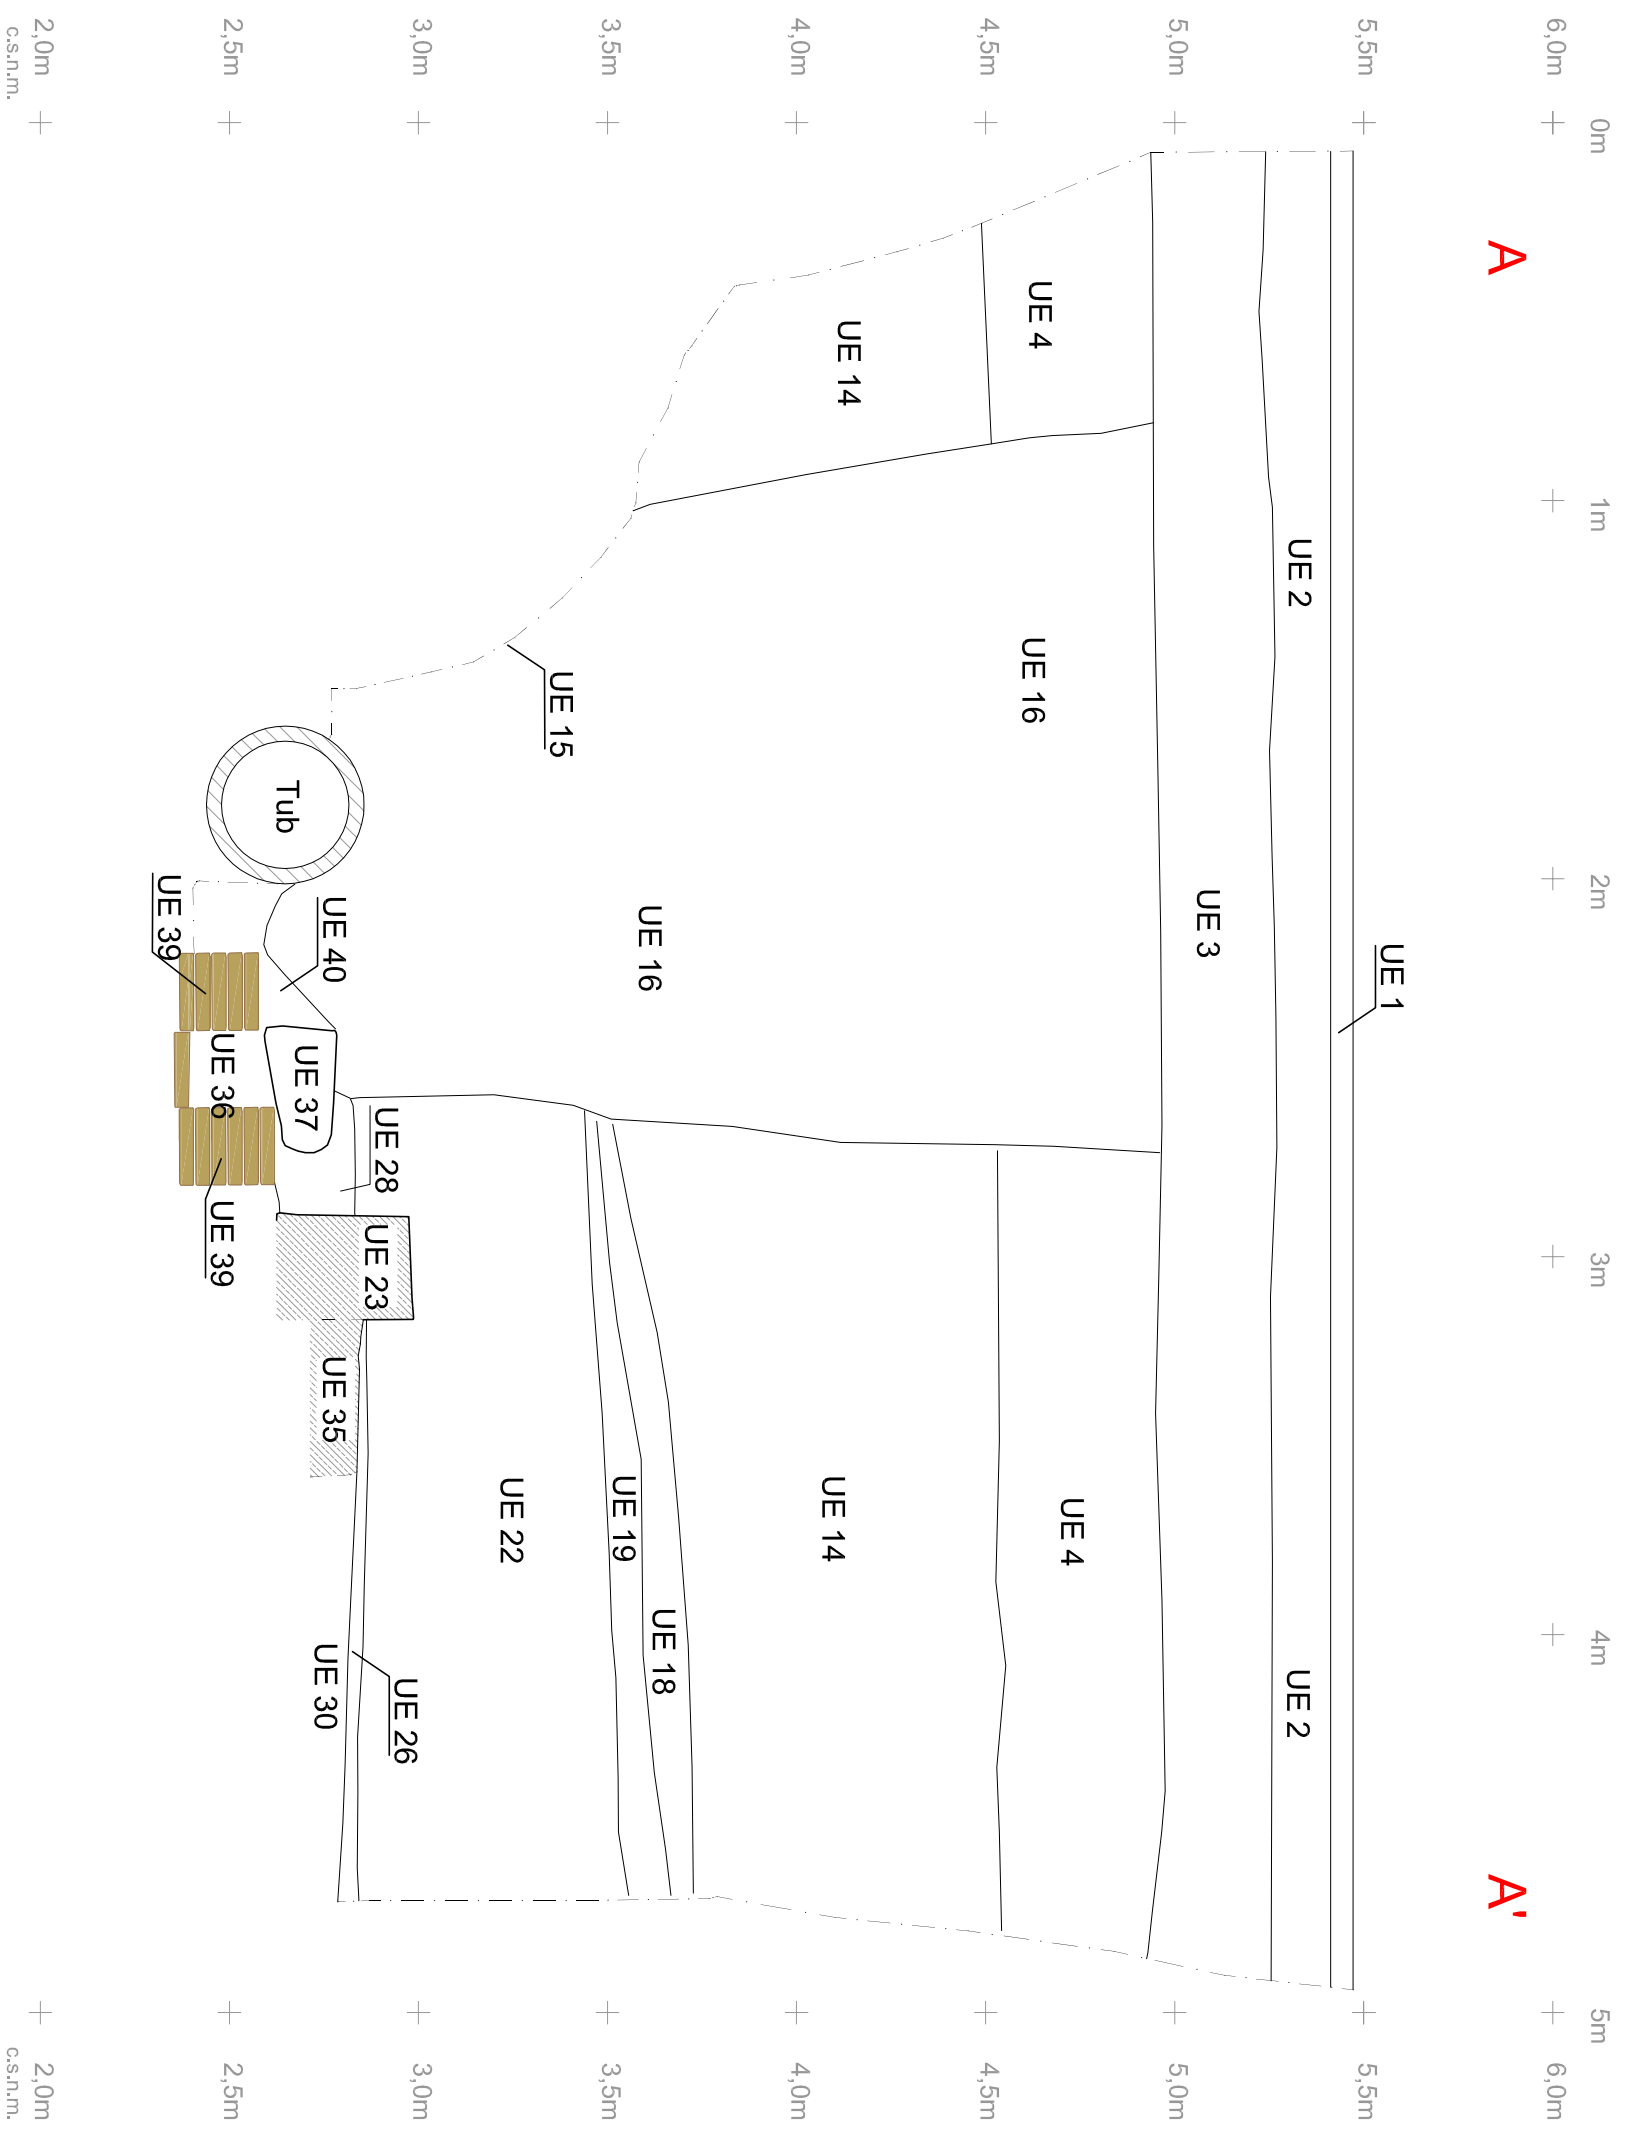 0m
1m
2m
3m
4m
5m
6,0m
6,0m
A
A'
5,5m
5,5m
UE 1
UE 2
UE 2
5,0m
5,0m
UE 3
UE 4
UE 16
UE 4
4,5m
4,5m
UE 14
UE 14
4,0m
4,0m
UE 16
UE 18
UE 19
3,5m
3,5m
UE 15
UE 22
3,0m
3,0m
UE 28
UE 23
UE 26
UE 40
UE 37
UE 35
UE 30
Tub
2,5m
2,5m
UE 36
UE 39
UE 39
2,0m
2,0m
c.s.n.m.
c.s.n.m.